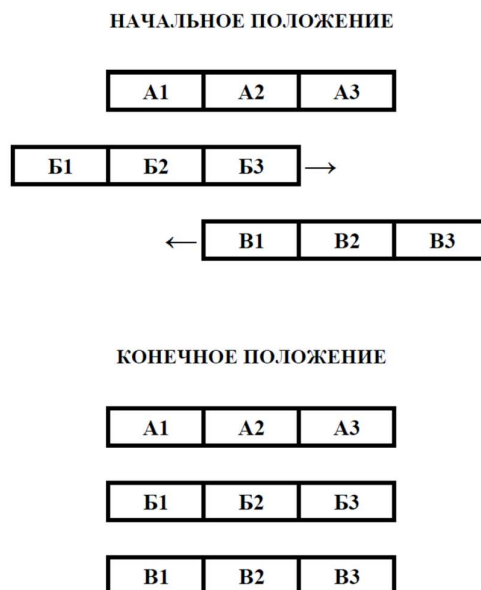 НАЧАЛЬНОЕ ПОЛОЖЕНИЕ
А1 А2 А3
Б1 Б2 Б3 →
← В1 В2 В3
КОНЕЧНОЕ ПОЛОЖЕНИЕ
А1 А2 А3
Б1 Б2 Б3
В1 В2 В3